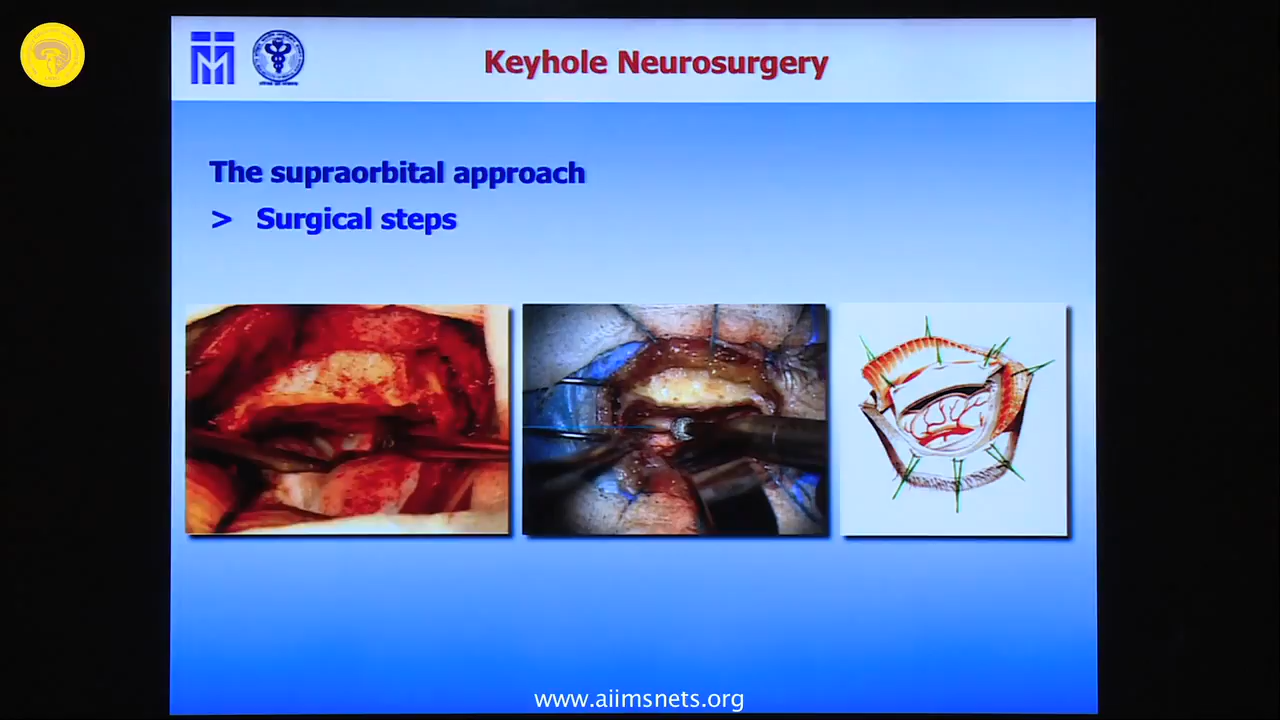 Keyhole Neurosurgery
The supraorbital approach
> Surgical steps
www.aiimsnets.org